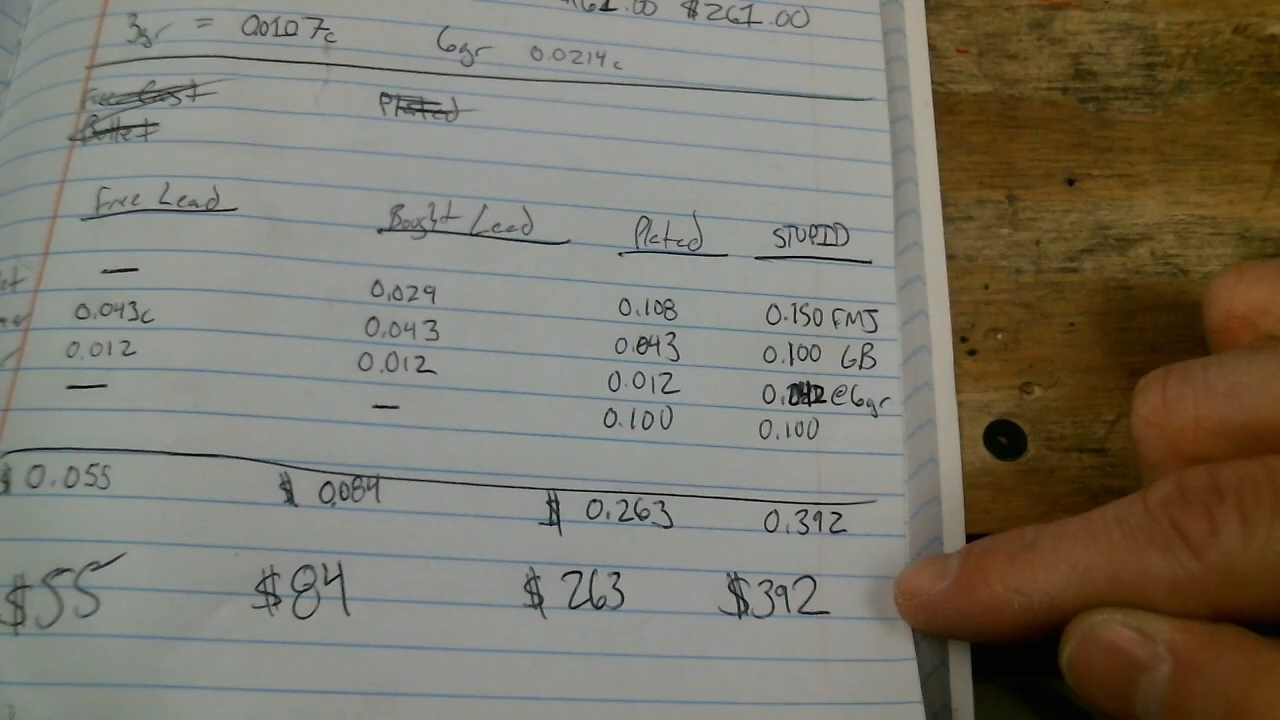 $261.00
3gr = 0.0107c 6gr 0.0214c
Plated
Free Lead Bought Lead Plated STUPID
— 0.029 0.108 0.150 FMJ
0.043c 0.043 0.043 0.100 GB
0.012 0.012 0.012 @6gr
— — 0.100 0.100
$ 0.055 $ 0.084 $ 0.263 0.392
$55 $84 $263 $392